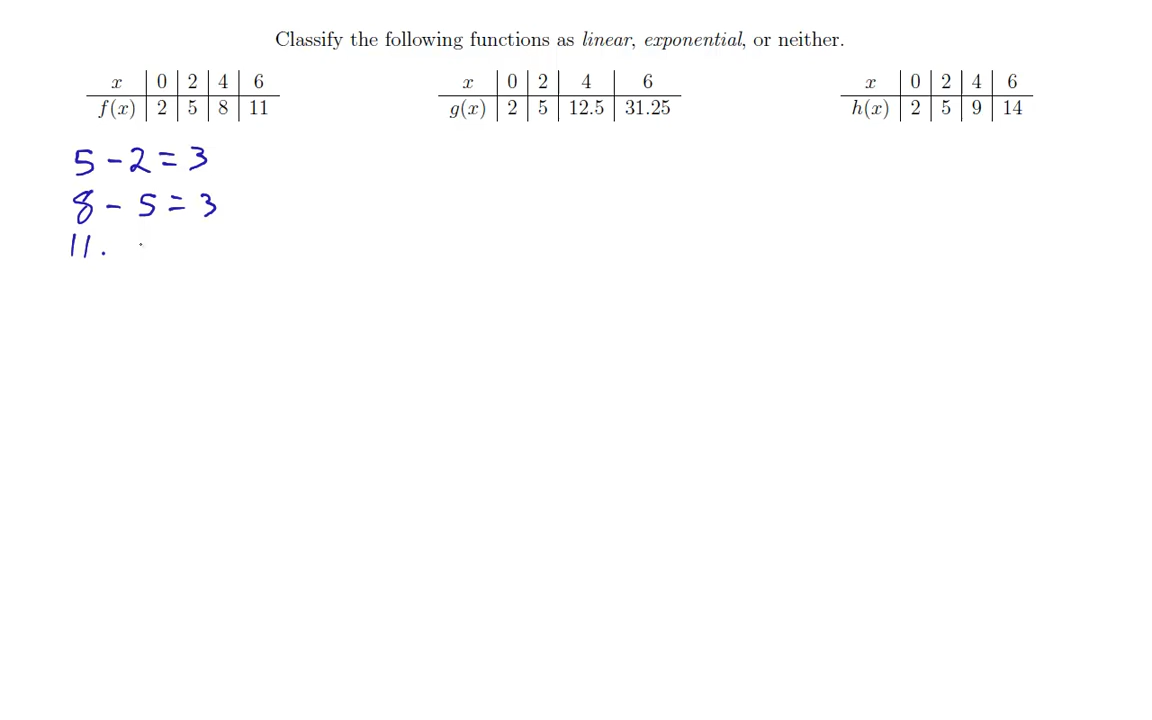 Classify the following functions as linear, exponential, or neither.
x 0 2 4 6
f(x) 2 5 8 11
x 0 2 4 6
g(x) 2 5 12.5 31.25
x 0 2 4 6
h(x) 2 5 9 14
5 - 2 = 3
8 - 5 = 3
11.